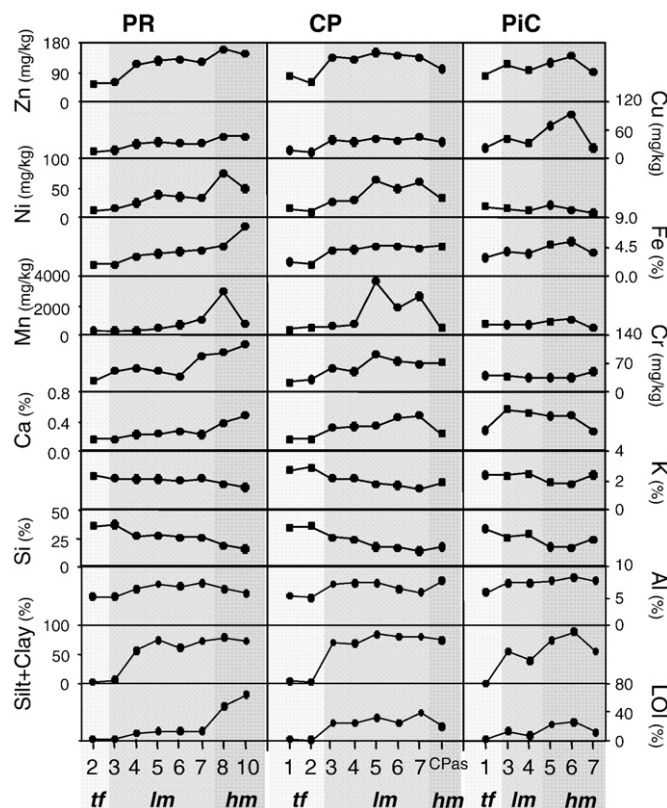 PR CP PiC
Zn (mg/kg)
180
90
0
Cu (mg/kg)
120
60
0
Ni (mg/kg)
100
50
0
Fe (%)
9.0
4.5
0.0
Mn (mg/kg)
4000
2000
0
Cr (mg/kg)
140
70
0
Ca (%)
0.8
0.4
0.0
K (%)
4
2
0
Si (%)
50
25
0
Al (%)
10
5
0
Silt+Clay (%)
100
50
0
LOI (%)
80
40
0
2 3 4 5 6 7 8 10 1 2 3 4 5 6 7 CPas 1 3 4 5 6 7
tf lm hm tf lm hm tf lm hm